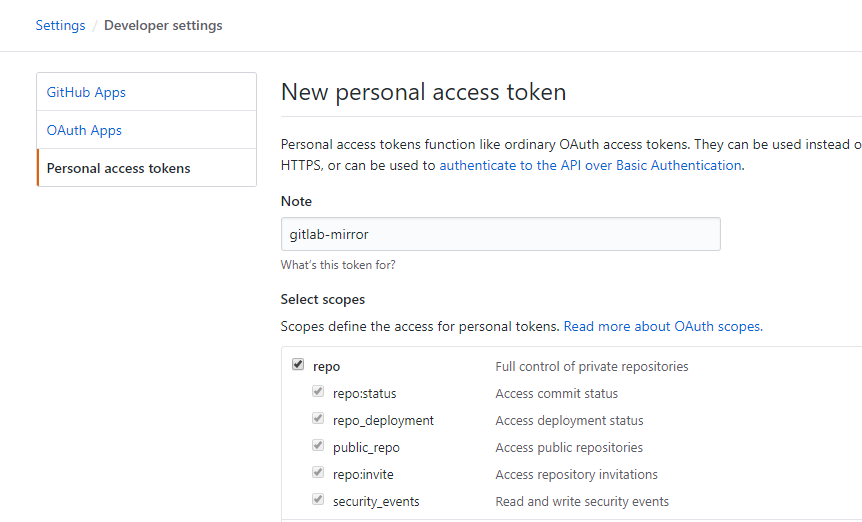 Settings / Developer settings
GitHub Apps
OAuth Apps
Personal access tokens
New personal access token
Personal access tokens function like ordinary OAuth access tokens. They can be used instead o
HTTPS, or can be used to authenticate to the API over Basic Authentication.
Note
gitlab-mirror
What's this token for?
Select scopes
Scopes define the access for personal tokens. Read more about OAuth scopes.
repo Full control of private repositories
repo:status Access commit status
repo_deployment Access deployment status
public_repo Access public repositories
repo:invite Access repository invitations
security_events Read and write security events